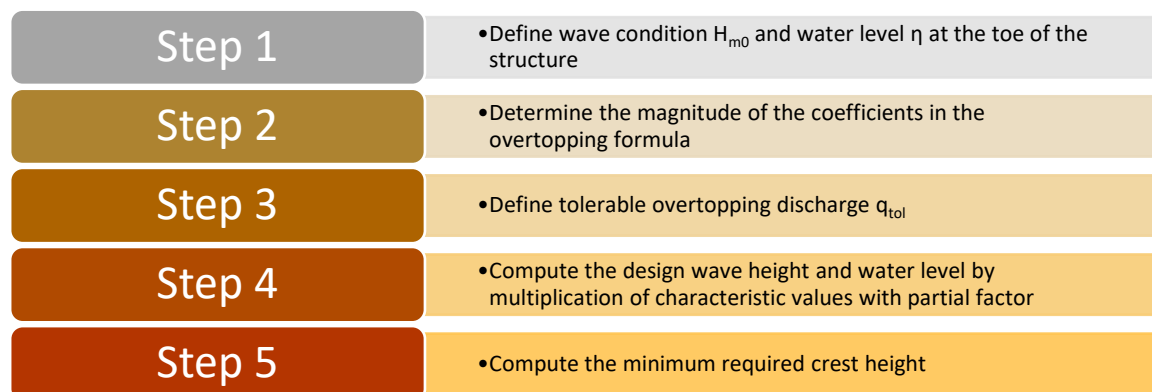 Step 1
•Define wave condition Hm0 and water level η at the toe of the
structure
Step 2
•Determine the magnitude of the coefficients in the
overtopping formula
Step 3
•Define tolerable overtopping discharge qtol
Step 4
•Compute the design wave height and water level by
multiplication of characteristic values with partial factor
Step 5
•Compute the minimum required crest height